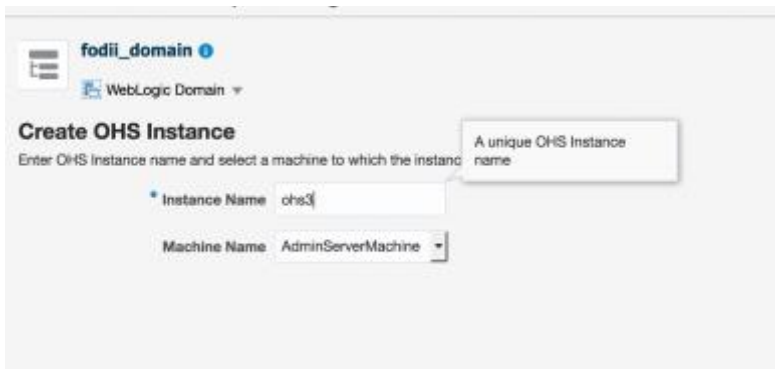 fodii_domain
WebLogic Domain
Create OHS Instance
Enter OHS Instance name and select a machine to which the instanc
A unique OHS Instance
name
Instance Name ohs3
Machine Name AdminServerMachine